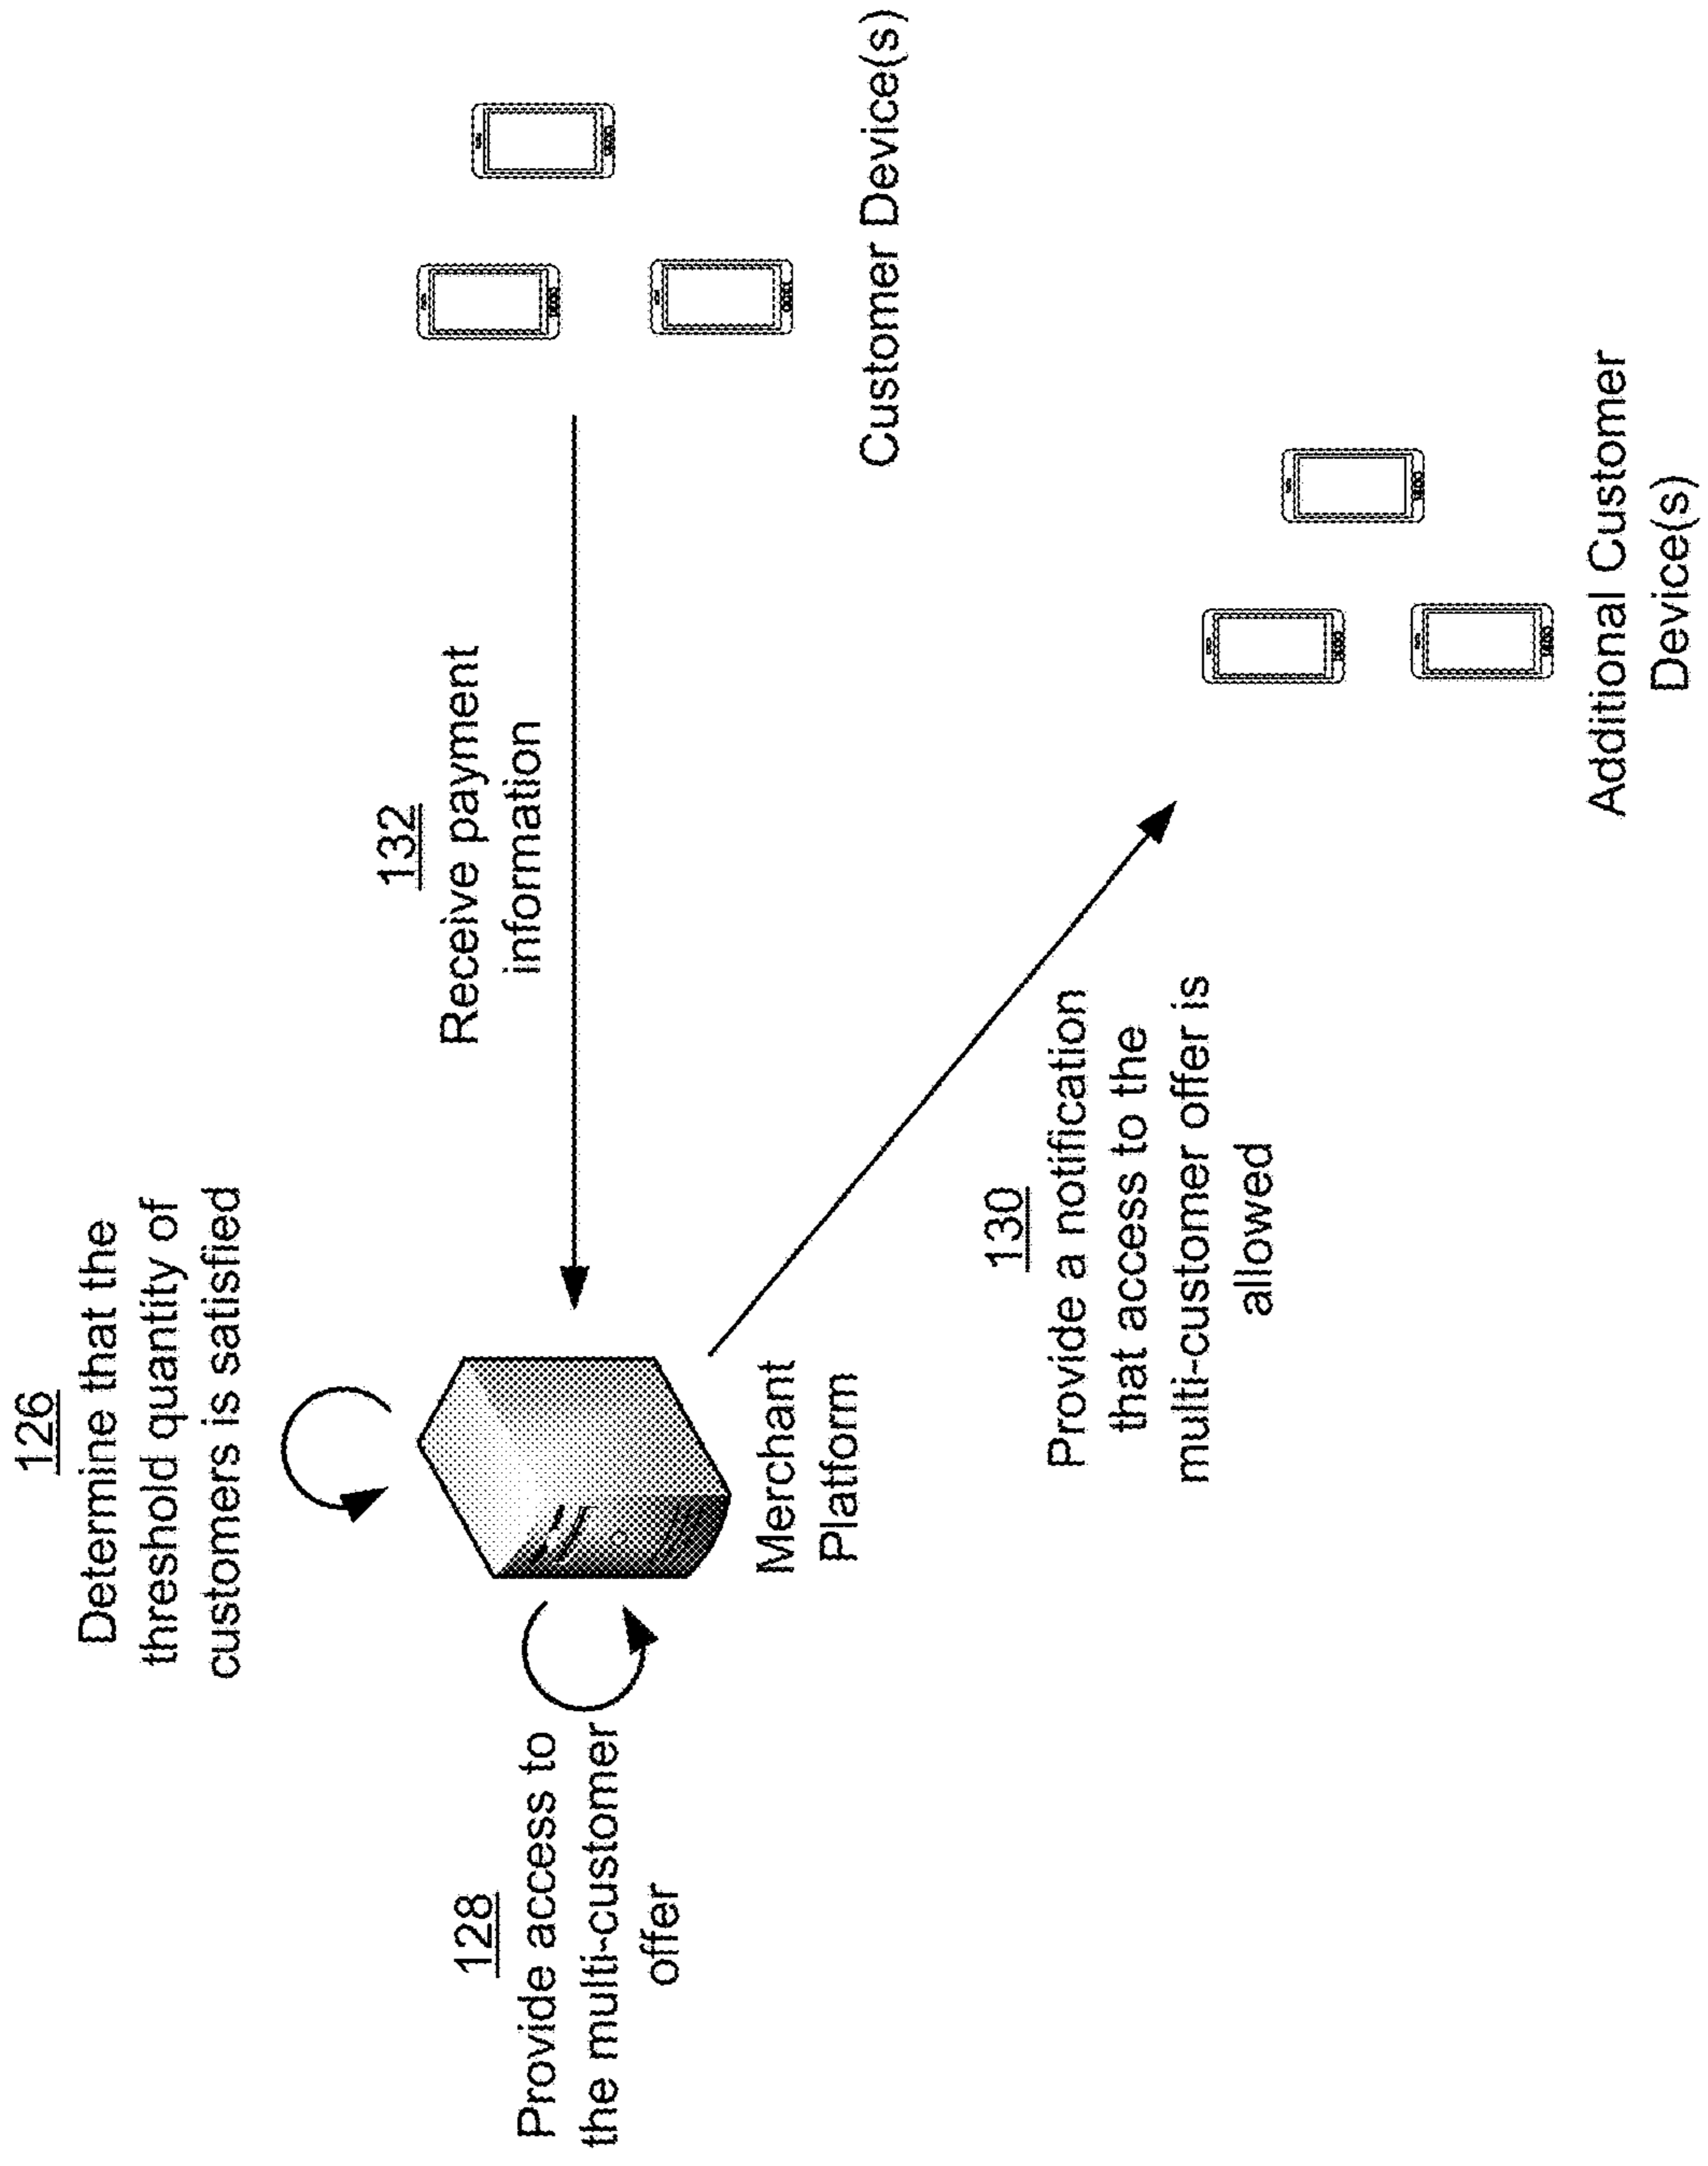 126
Determine that the
threshold quantity of
customers is satisfied
128
Provide access to
the multi-customer
offer
Merchant
Platform
132
Receive payment
information
Customer Device(s)
130
Provide a notification
that access to the
multi-customer offer is
allowed
Additional Customer
Device(s)